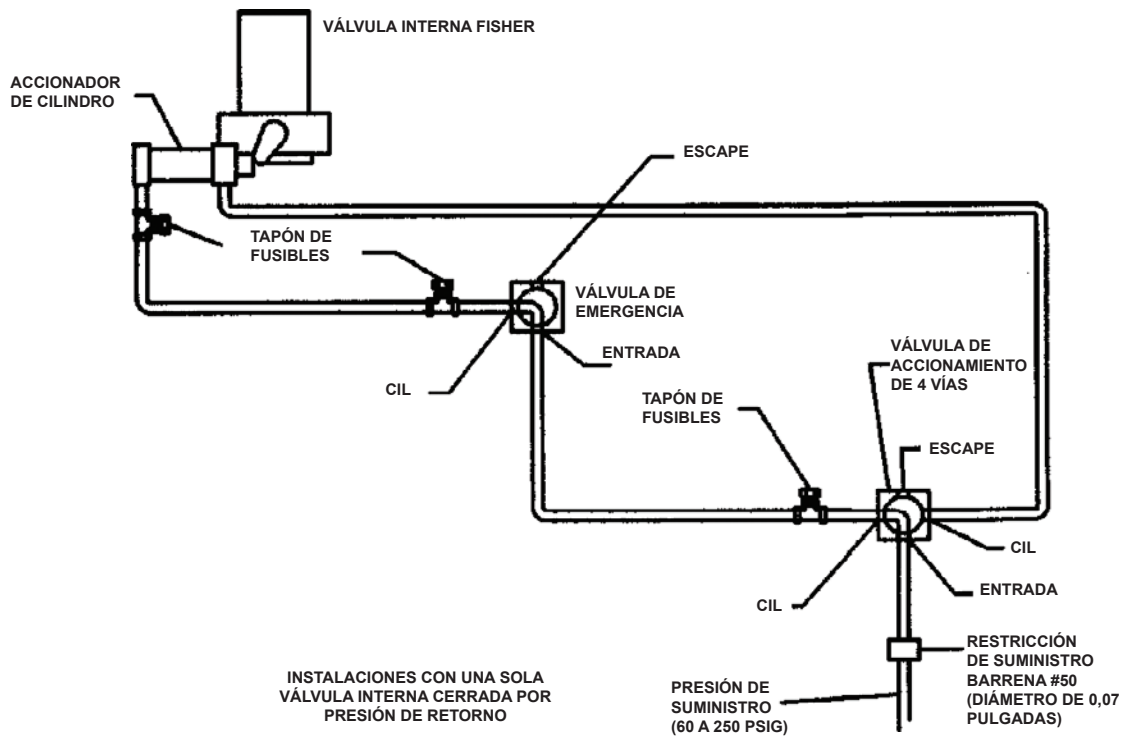 VÁLVULA INTERNA FISHER
ACCIONADOR
DE CILINDRO
ESCAPE
TAPÓN DE
FUSIBLES
VÁLVULA DE
EMERGENCIA
ENTRADA
CIL
VÁLVULA DE
ACCIONAMIENTO
DE 4 VÍAS
TAPÓN DE
FUSIBLES
ESCAPE
CIL
ENTRADA
CIL
RESTRICCIÓN
DE SUMINISTRO
BARRENA #50
(DIÁMETRO DE 0,07
PULGADAS)
INSTALACIONES CON UNA SOLA
VÁLVULA INTERNA CERRADA POR
PRESIÓN DE RETORNO
PRESIÓN DE
SUMINISTRO
(60 A 250 PSIG)